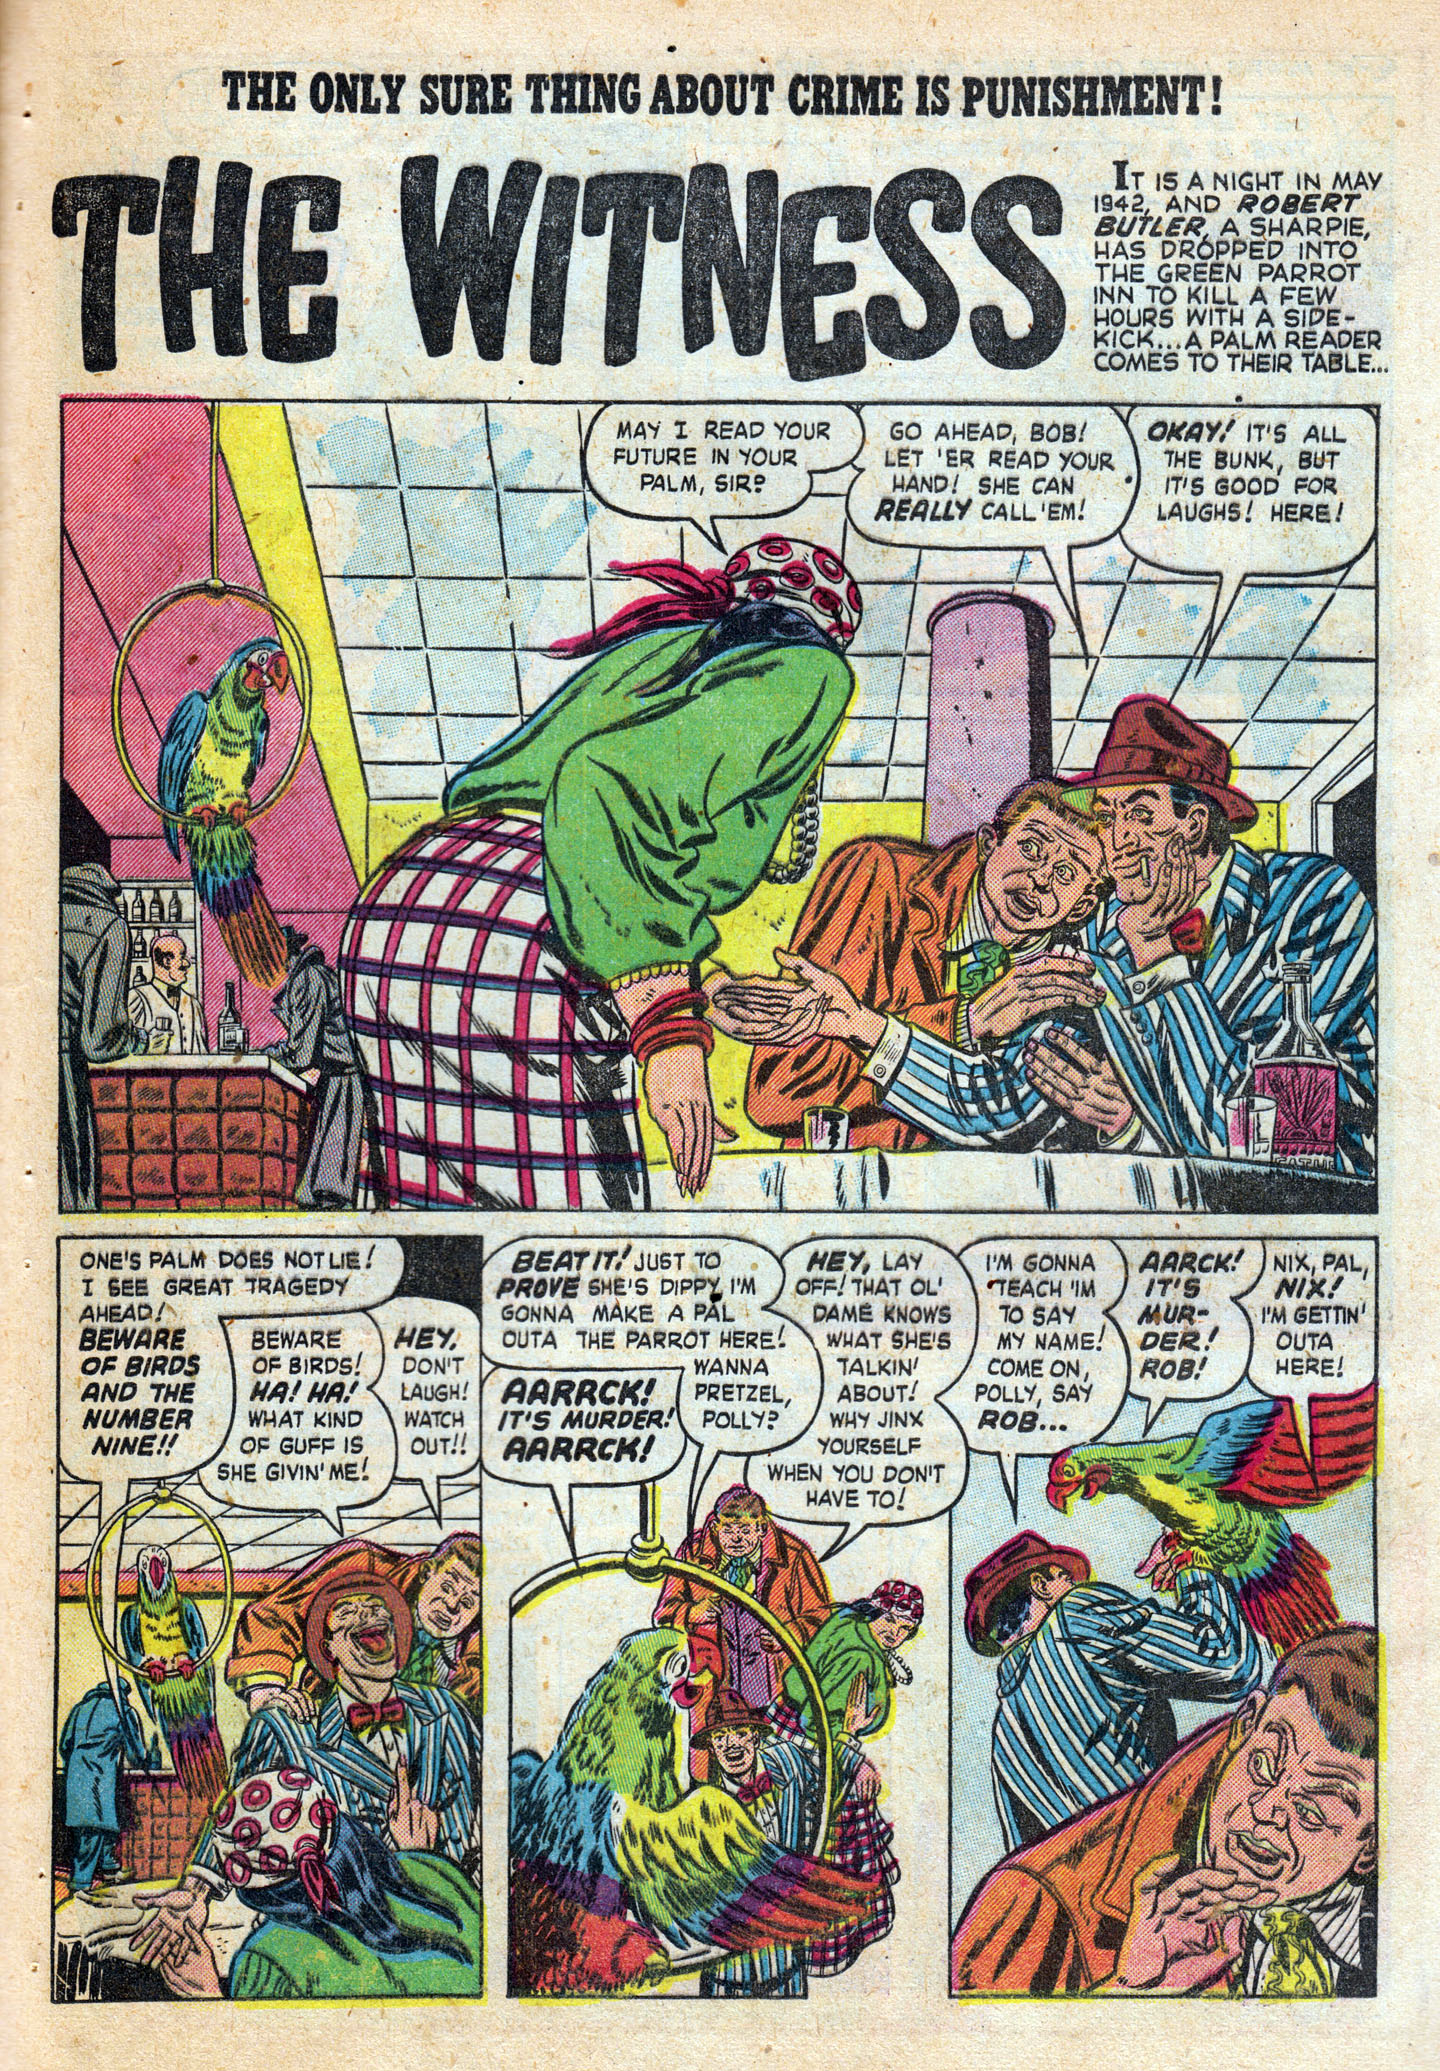 THE ONLY SURE THING ABOUT CRIME IS PUNISHMENT!
THE WITNESS
IT IS A NIGHT IN MAY
1942, AND ROBERT
BUTLER, A SHARPIE,
HAS DROPPED INTO
THE GREEN PARROT
INN TO KILL A FEW
HOURS WITH A SIDE-
KICK...A PALM READER
COMES TO THEIR TABLE...
MAY I READ YOUR
FUTURE IN YOUR
PALM, SIR?
GO AHEAD, BOB!
LET 'ER READ YOUR
HAND! SHE CAN
REALLY CALL 'EM!
OKAY! IT'S ALL
THE BUNK, BUT
IT'S GOOD FOR
LAUGHS! HERE!
ONE'S PALM DOES NOT LIE!
I SEE GREAT TRAGEDY
AHEAD!
BEWARE
OF BIRDS
AND THE
NUMBER
NINE!!
BEWARE
OF BIRDS!
HA! HA!
WHAT KIND
OF GUFF IS
SHE GIVIN' ME!
HEY,
DON'T
LAUGH!
WATCH
OUT!!
BEAT IT! JUST TO
PROVE SHE'S DIPPY, I'M
GONNA MAKE A PAL
OUTA THE PARROT HERE!
AARRCK!
IT'S MURDER!
AARRCK!
WANNA
PRETZEL,
POLLY?
HEY, LAY
OFF! THAT OL'
DAME KNOWS
WHAT SHE'S
TALKIN'
ABOUT!
WHY JINX
YOURSELF
WHEN YOU DON'T
HAVE TO!
I'M GONNA
TEACH 'IM
TO SAY
MY NAME!
COME ON,
POLLY, SAY
ROB...
AARCK!
IT'S
MUR-
DER!
ROB!
NIX, PAL,
NIX!
I'M GETTIN'
OUTA
HERE!